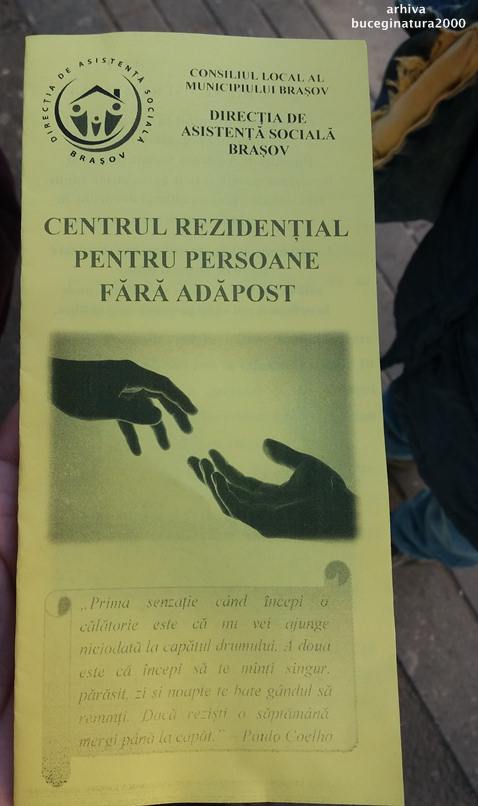 arhiva
buceginatura2000
DIRECȚIA DE ASISTENȚĂ SOCIALĂ
BRAȘOV
CONSILIUL LOCAL AL
MUNICIPIULUI BRAȘOV
DIRECȚIA DE
ASISTENȚĂ SOCIALĂ
BRAȘOV
CENTRUL REZIDENȚIAL
PENTRU PERSOANE
FĂRĂ ADĂPOST
„Prima senzație când începi o
călătorie este că nu vei ajunge
niciodată la capătul drumului. A doua
este că începi să te minți singur,
părăsit, zi si noapte te bate gândul să
renunți. Dacă reziști o săptămână
mergi până la capăt.” – Paulo Coelho